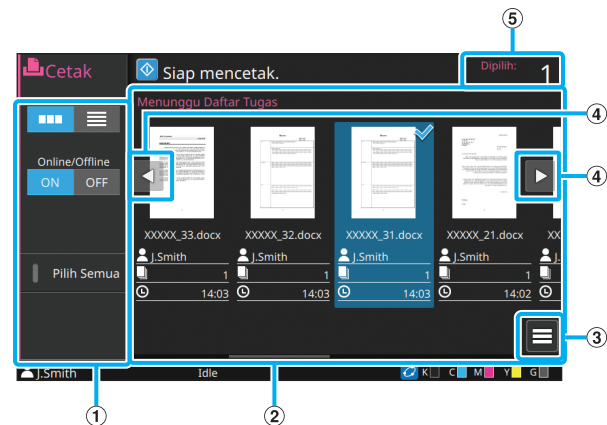 5
Cetak
Siap mencetak.
Dipilih:
1
Menunggu Daftar Tugas
4
Online/Offline
ON OFF
4
XXXXX_33.docx XXXXX_32.docx XXXXX_31.docx XXXXX_21.docx XX
J.Smith J.Smith J.Smith J.Smith J.
Pilih Semua
1 1 1 1
14:03 14:03 14:03 14:02
3
J.Smith Idle K C M Y G
1 2